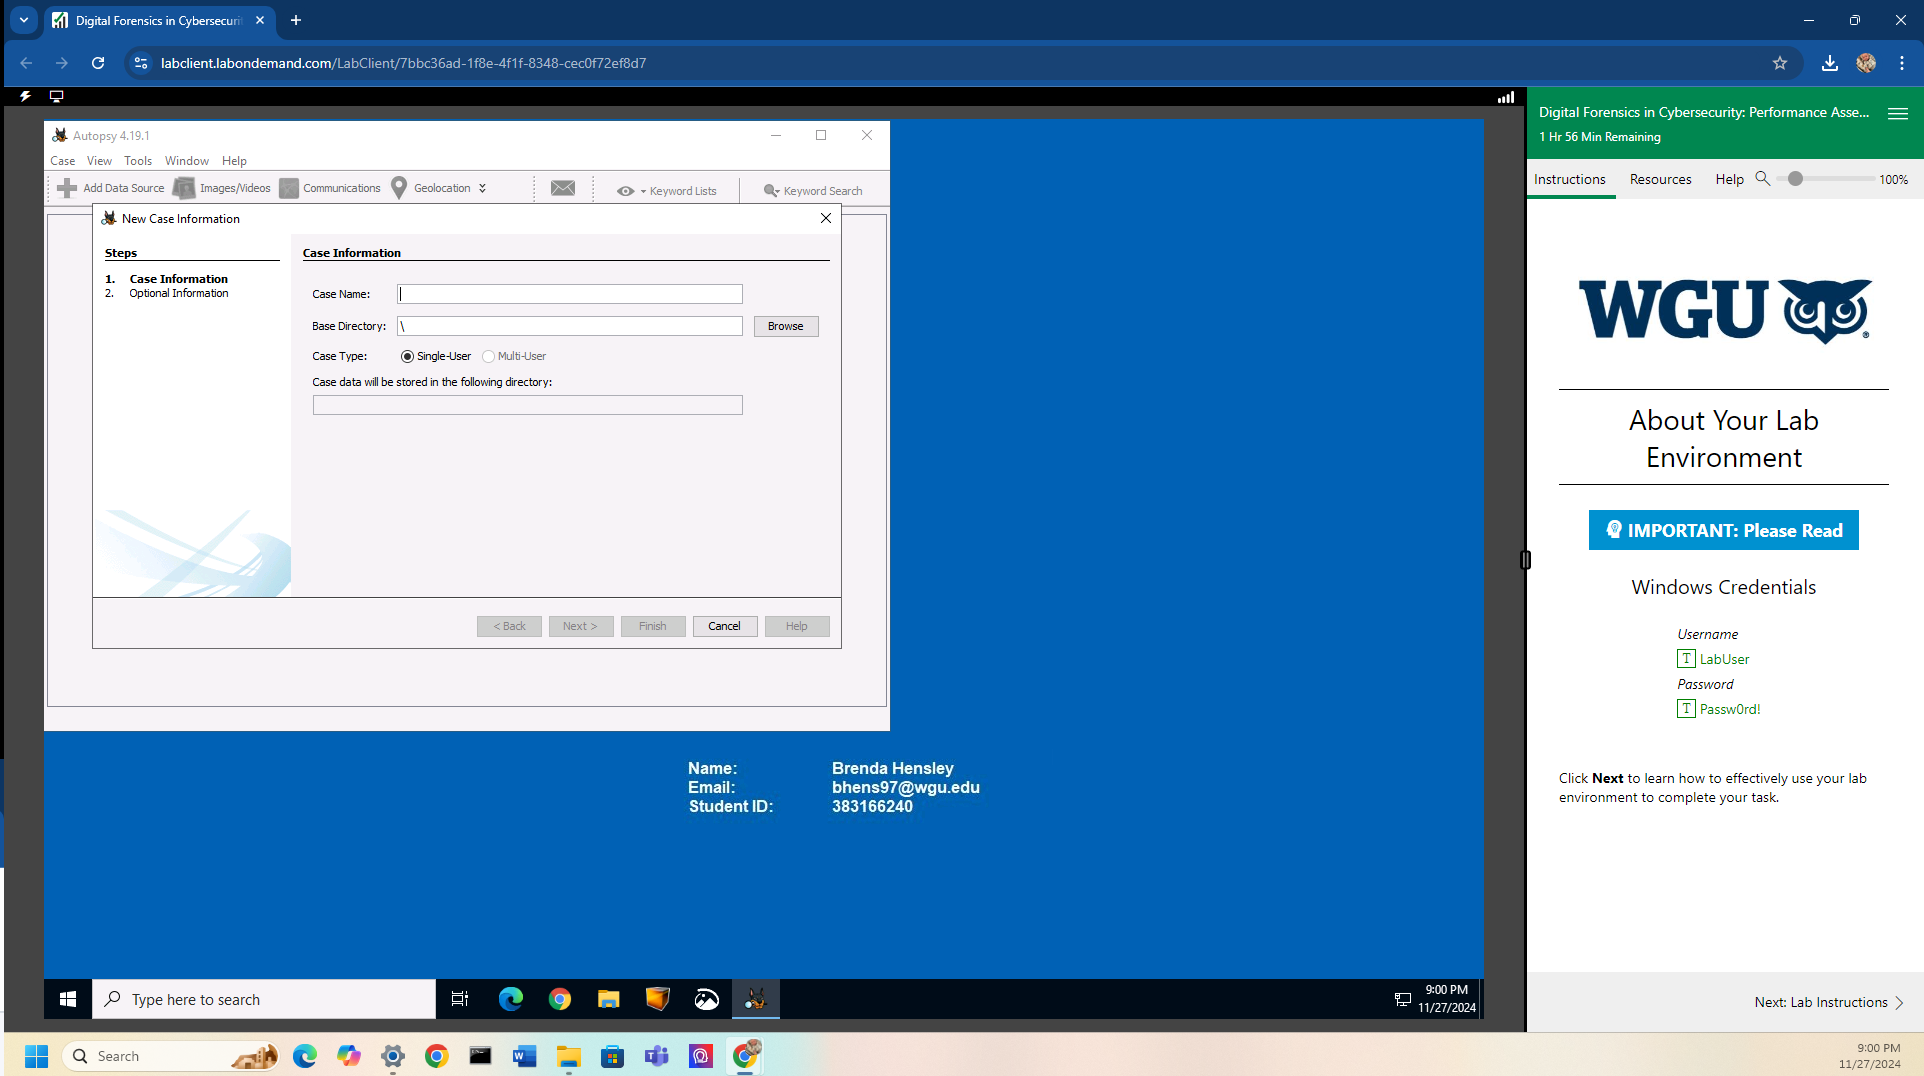 Digital Forensics in Cybersecuri
labclient.labondemand.com/LabClient/7bbc36ad-1f8e-4f1f-8348-cec0f72ef8d7
Autopsy 4.19.1
Case View Tools Window Help
Add Data Source Images/Videos Communications Geolocation Keyword Lists Keyword Search
New Case Information
Steps
1. Case Information
2. Optional Information
Case Information
Case Name:
Base Directory: \ Browse
Case Type: Single-User Multi-User
Case data will be stored in the following directory:
< Back Next > Finish Cancel Help
Name: Brenda Hensley
Email: bhens97@wgu.edu
Student ID: 383166240
Type here to search
9:00 PM
11/27/2024
Digital Forensics in Cybersecurity: Performance Asse...
1 Hr 56 Min Remaining
Instructions Resources Help 100%
WGU
About Your Lab
Environment
IMPORTANT: Please Read
Windows Credentials
Username
T LabUser
Password
T Passw0rd!
Click Next to learn how to effectively use your lab
environment to complete your task.
Next: Lab Instructions
Search
9:00 PM
11/27/2024